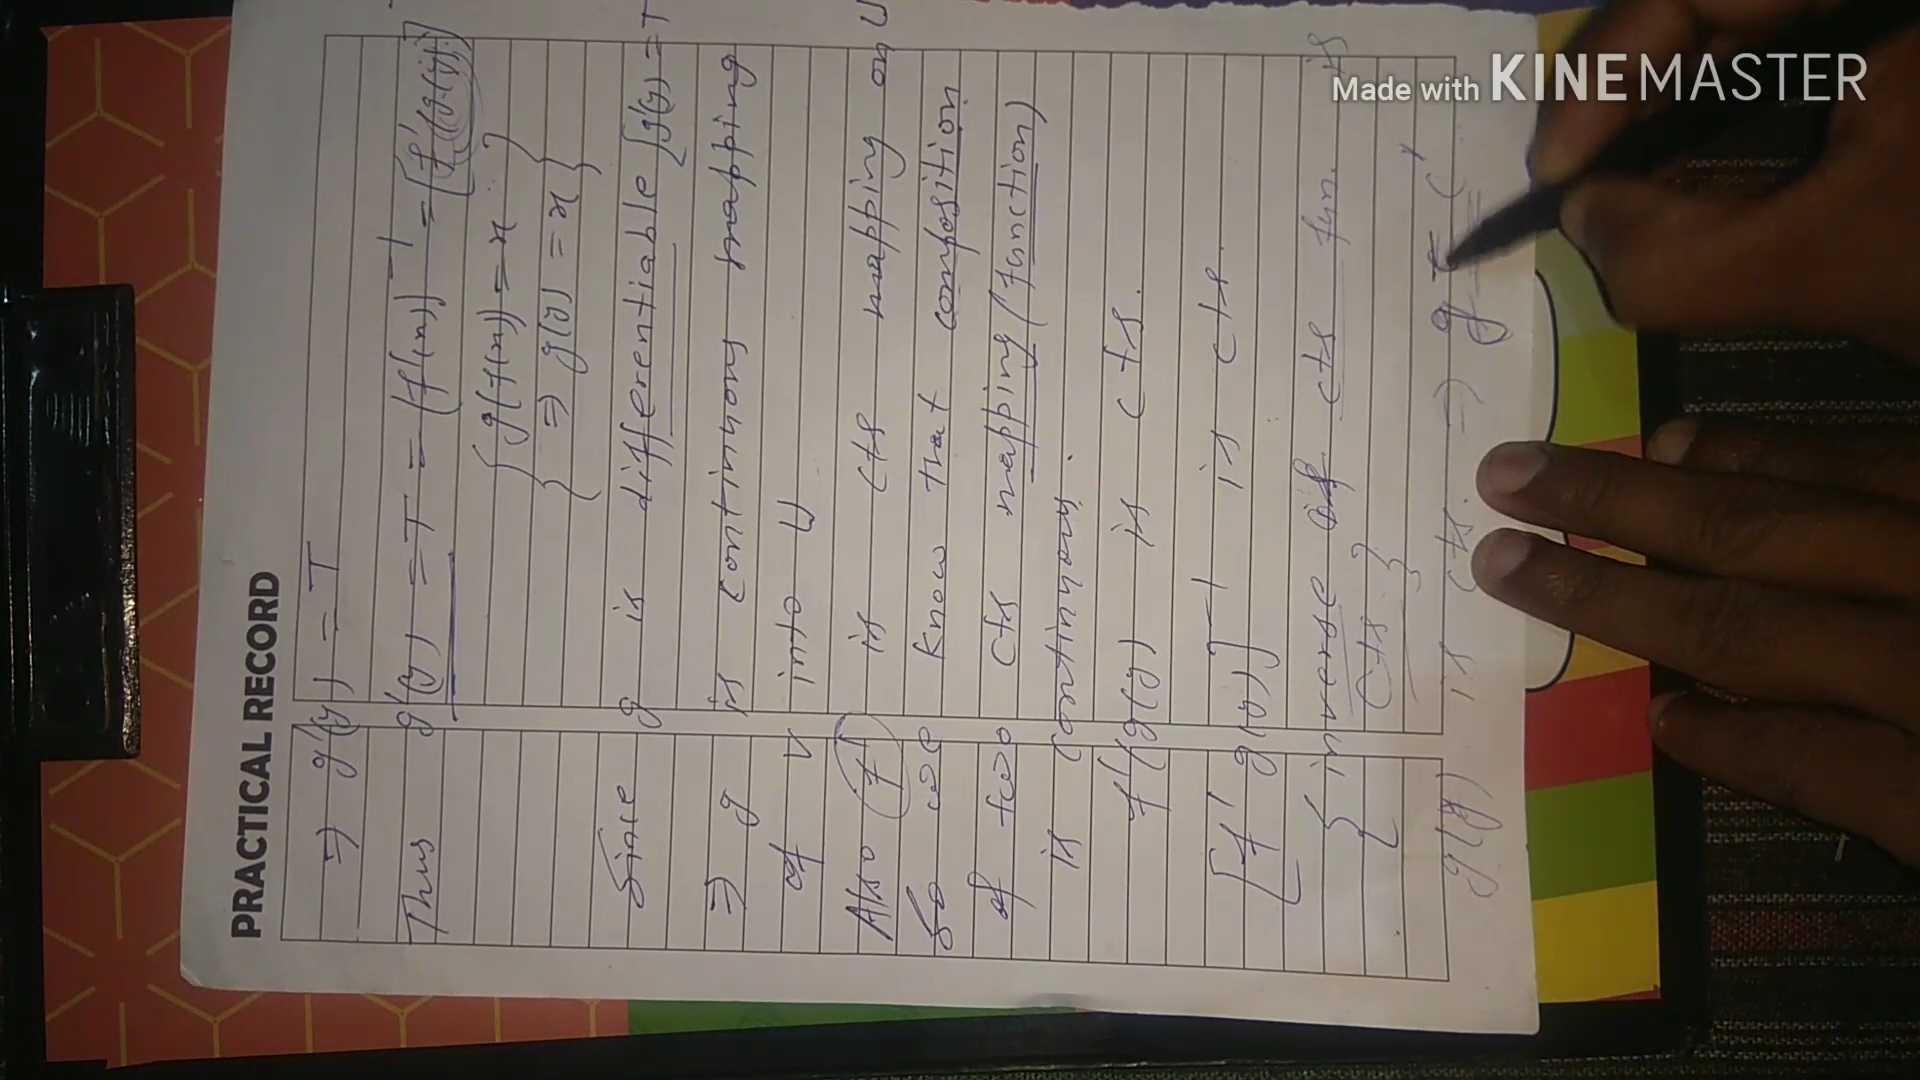 Made with KINEMASTER
PRACTICAL RECORD
⇒ g'(y) = T
Thus g'(y) = T = (f'(x))⁻¹ = [f'(g(y))]⁻¹
{ g(f(x)) = x }
{ ⇒ g(y) = x }
Since g is differentiable [g'(y) = T
⇒ g is continuous mapping
of V into U
Also f' is cts mapping on U
So we know that composition
of two cts mapping (function)
is continuous.
f'(g(y)) is cts.
[f' g(y)]⁻¹ is cts.
{ inverse of cts fun. is
cts }
g'(y) is cts. ⇒ g ∈ C'